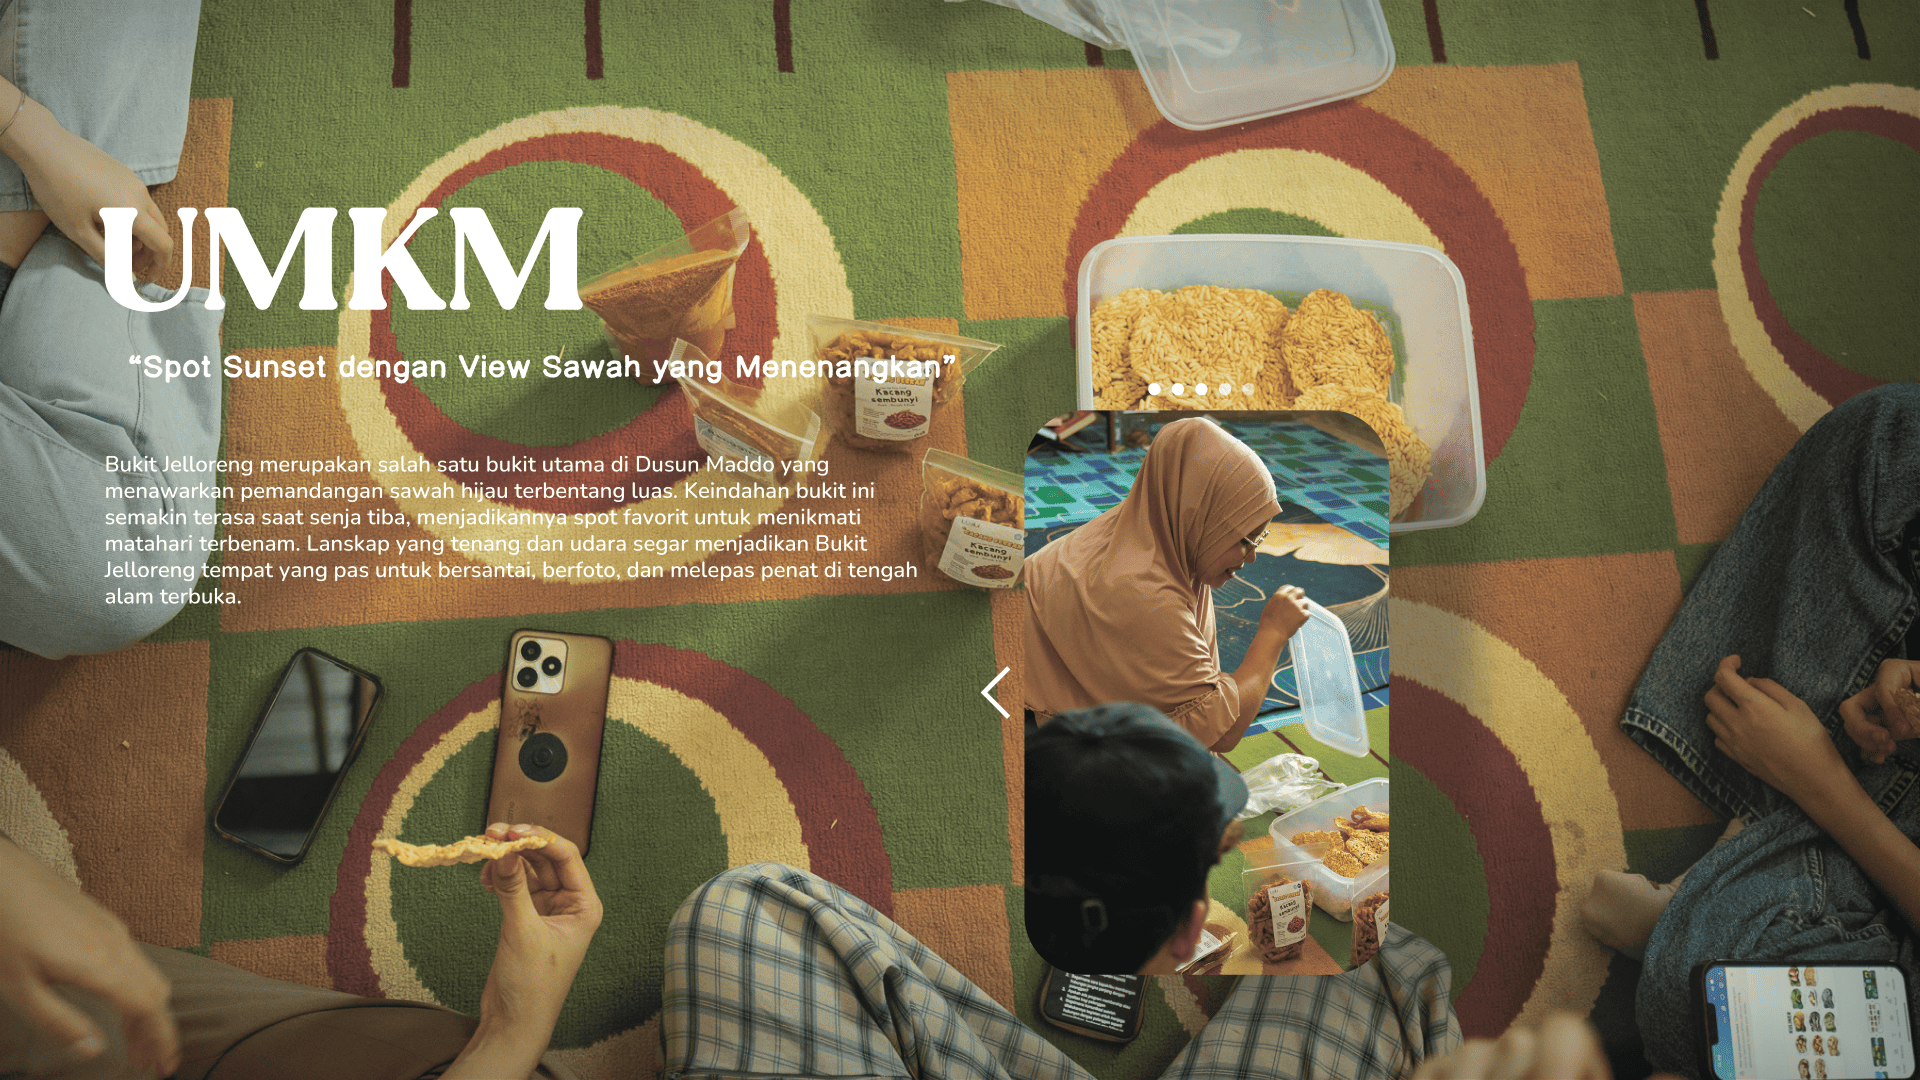 UMKM
“Spot Sunset dengan View Sawah yang Menenangkan”
Bukit Jelloreng merupakan salah satu bukit utama di Dusun Maddo yang
menawarkan pemandangan sawah hijau terbentang luas. Keindahan bukit ini
semakin terasa saat senja tiba, menjadikannya spot favorit untuk menikmati
matahari terbenam. Lanskap yang tenang dan udara segar menjadikan Bukit
Jelloreng tempat yang pas untuk bersantai, berfoto, dan melepas penat di tengah
alam terbuka.
Kacang
sembunyi
Kacang
sembunyi
Kacang
sembunyi